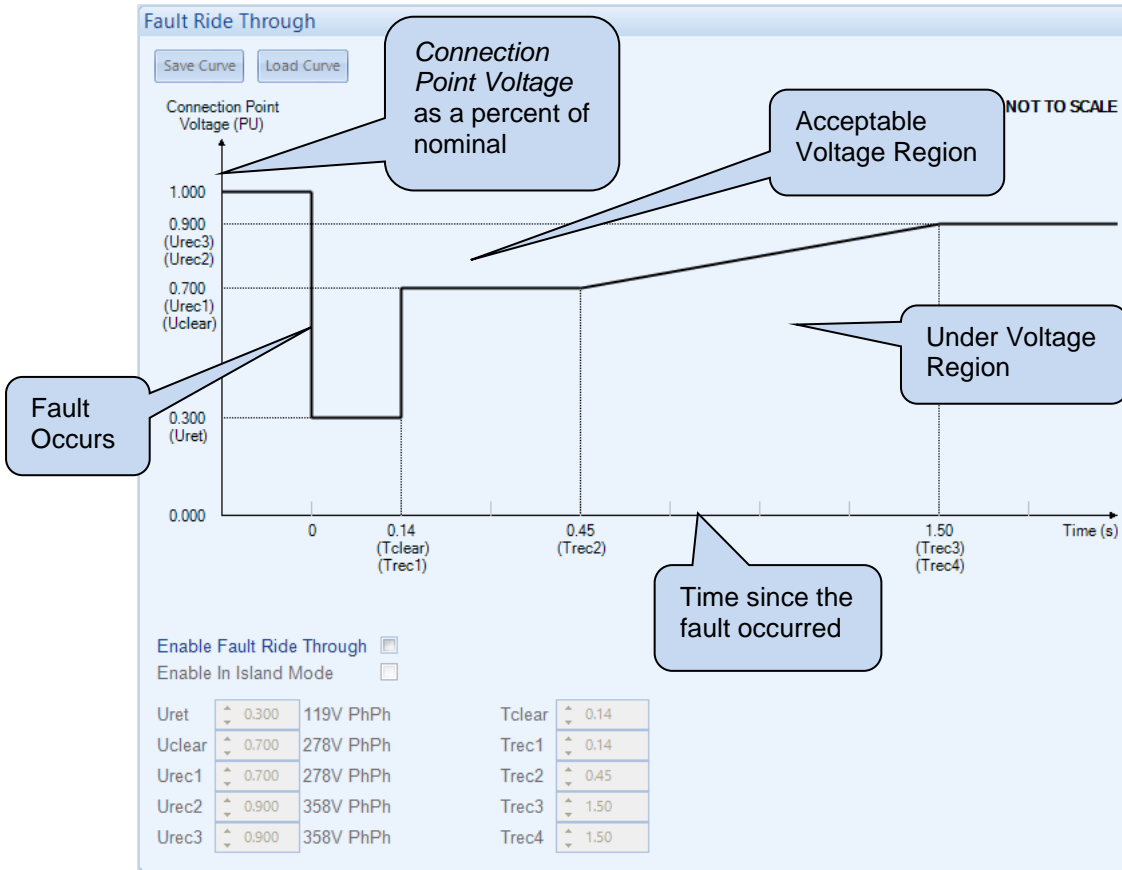 Fault Ride Through
Save Curve
Load Curve
Connection
Point Voltage
as a percent of
nominal
Connection Point
Voltage (PU)
NOT TO SCALE
Acceptable
Voltage Region
1.000
0.900
(Urec3)
(Urec2)
0.700
(Urec1)
(Uclear)
Under Voltage
Region
Fault
Occurs
0.300
(Uret)
0.000
0
0.14
(Tclear)
(Trec1)
0.45
(Trec2)
1.50
(Trec3)
(Trec4)
Time (s)
Time since the
fault occurred
Enable Fault Ride Through
Enable In Island Mode
Uret 0.300 119V PhPh Tclear 0.14
Uclear 0.700 278V PhPh Trec1 0.14
Urec1 0.700 278V PhPh Trec2 0.45
Urec2 0.900 358V PhPh Trec3 1.50
Urec3 0.900 358V PhPh Trec4 1.50